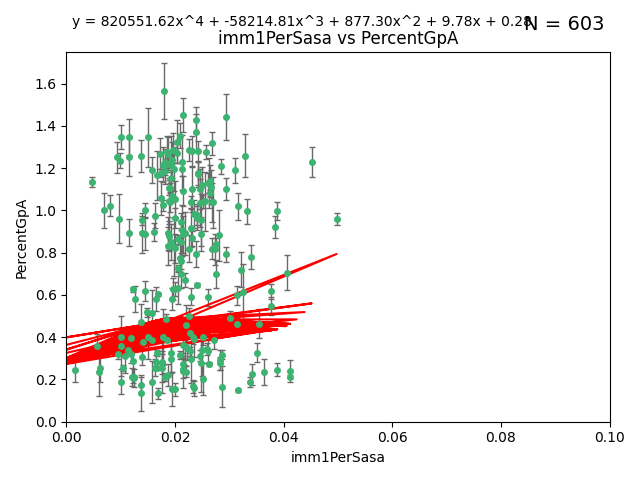 y = 820551.62x^4 + -58214.81x^3 + 877.30x^2 + 9.78x + 0.28
N = 603
imm1PerSasa vs PercentGpA
PercentGpA
1.6
1.4
1.2
1.0
0.8
0.6
0.4
0.2
0.0
0.00 0.02 0.04 0.06 0.08 0.10
imm1PerSasa